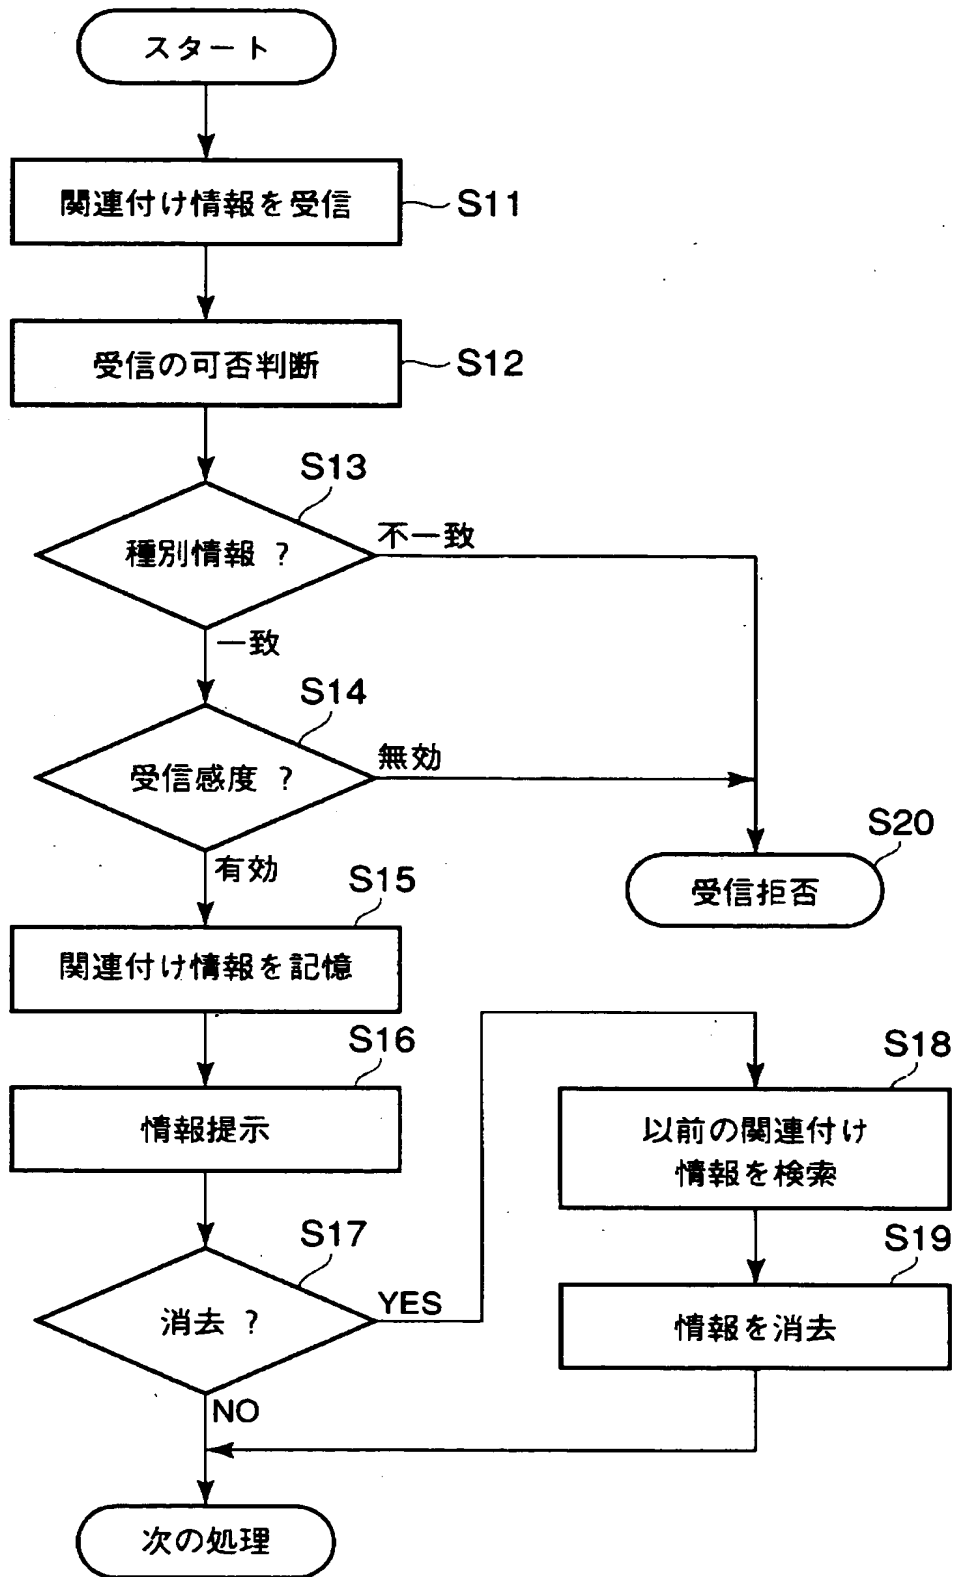 スタート
関連付け情報を受信
S11
受信の可否判断
S12
S13
種別情報 ?
不一致
一致
S14
受信感度 ?
無効
有効
S20
受信拒否
S15
関連付け情報を記憶
S16
情報提示
S17
消去 ?
YES
NO
S18
以前の関連付け
情報を検索
S19
情報を消去
次の処理